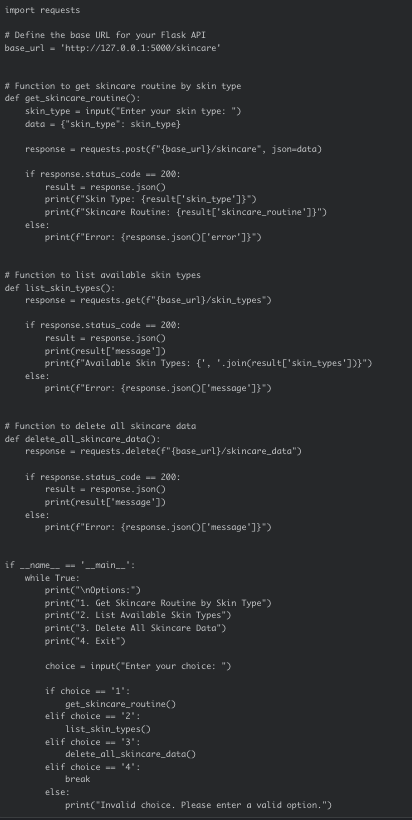 import requests

# Define the base URL for your Flask API
base_url = 'http://127.0.0.1:5000/skincare'


# Function to get skincare routine by skin type
def get_skincare_routine():
    skin_type = input("Enter your skin type: ")
    data = {"skin_type": skin_type}

    response = requests.post(f"{base_url}/skincare", json=data)

    if response.status_code == 200:
        result = response.json()
        print(f"Skin Type: {result['skin_type']}")
        print(f"Skincare Routine: {result['skincare_routine']}")
    else:
        print(f"Error: {response.json()['error']}")


# Function to list available skin types
def list_skin_types():
    response = requests.get(f"{base_url}/skin_types")

    if response.status_code == 200:
        result = response.json()
        print(result['message'])
        print(f"Available Skin Types: {', '.join(result['skin_types'])}")
    else:
        print(f"Error: {response.json()['message']}")


# Function to delete all skincare data
def delete_all_skincare_data():
    response = requests.delete(f"{base_url}/skincare_data")

    if response.status_code == 200:
        result = response.json()
        print(result['message'])
    else:
        print(f"Error: {response.json()['message']}")


if __name__ == '__main__':
    while True:
        print("\nOptions:")
        print("1. Get Skincare Routine by Skin Type")
        print("2. List Available Skin Types")
        print("3. Delete All Skincare Data")
        print("4. Exit")

        choice = input("Enter your choice: ")

        if choice == '1':
            get_skincare_routine()
        elif choice == '2':
            list_skin_types()
        elif choice == '3':
            delete_all_skincare_data()
        elif choice == '4':
            break
        else:
            print("Invalid choice. Please enter a valid option.")